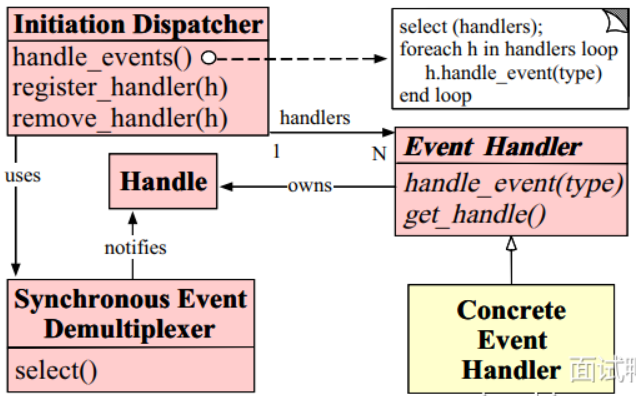 Initiation Dispatcher
handle_events()
register_handler(h)
remove_handler(h)
select (handlers);
foreach h in handlers loop
h.handle_event(type)
end loop
handlers
1
N
Event Handler
handle_event(type)
get_handle()
uses
Handle
owns
notifies
Synchronous Event
Demultiplexer
select()
Concrete
Event
Handler
面试鸭